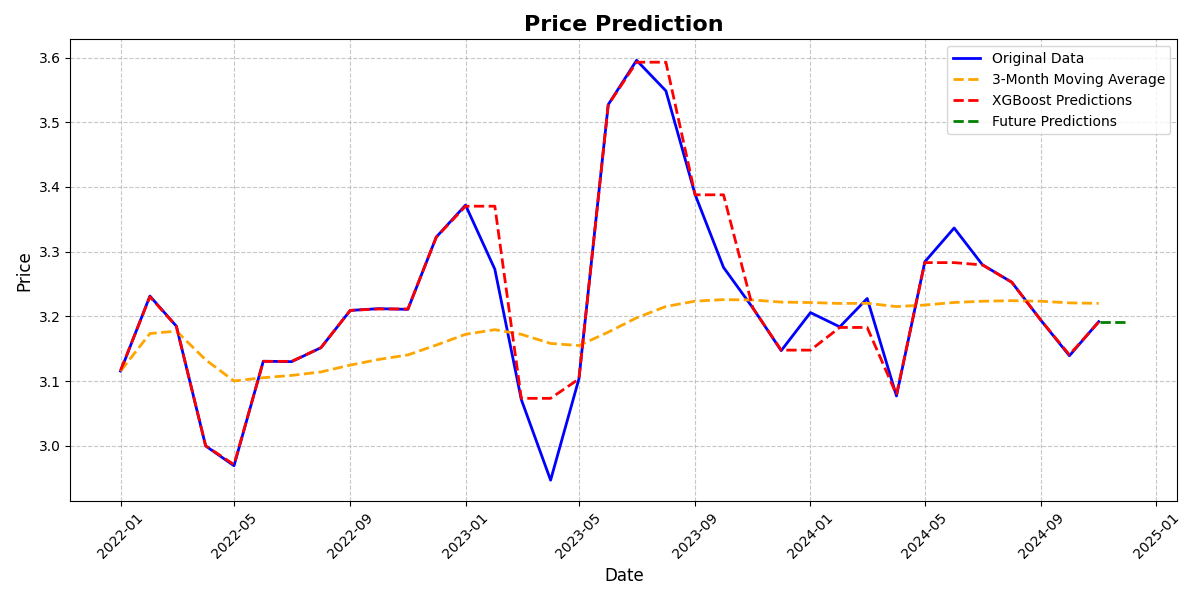 Price Prediction
Original Data
3-Month Moving Average
XGBoost Predictions
Future Predictions
Price
3.6
3.5
3.4
3.3
3.2
3.1
3.0
2022-01
2022-05
2022-09
2023-01
2023-05
2023-09
2024-01
2024-05
2024-09
2025-01
Date